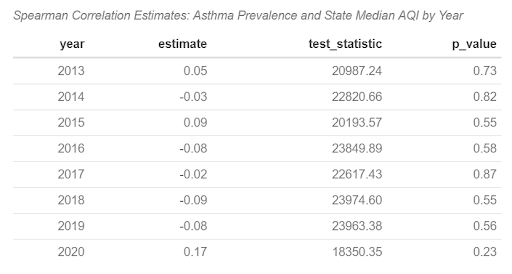 Spearman Correlation Estimates: Asthma Prevalence and State Median AQI by Year
year estimate test_statistic p_value
2013 0.05 20987.24 0.73
2014 -0.03 22820.66 0.82
2015 0.09 20193.57 0.55
2016 -0.08 23849.89 0.58
2017 -0.02 22617.43 0.87
2018 -0.09 23974.60 0.55
2019 -0.08 23963.38 0.56
2020 0.17 18350.35 0.23